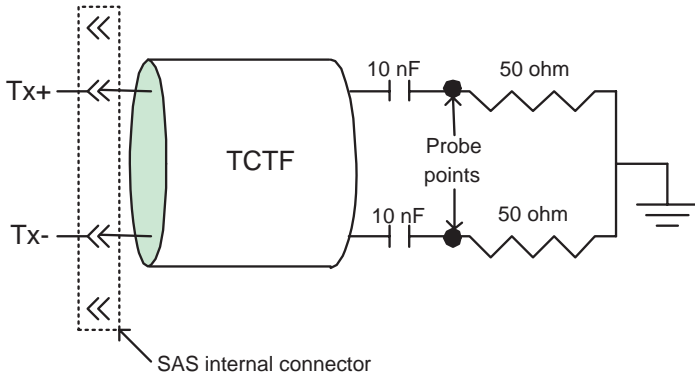 10 nF
50 ohm
Tx+
Probe
points
TCTF
10 nF
50 ohm
Tx-
SAS internal connector